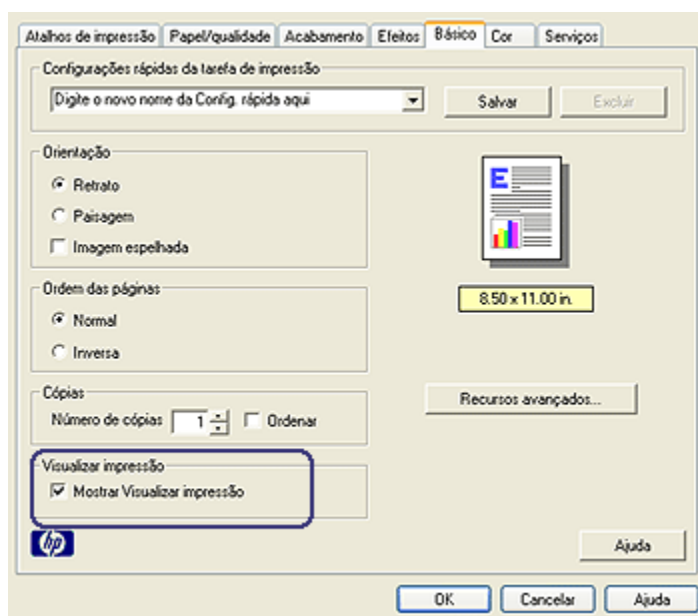 Atalhos de impressão Papel/qualidade Acabamento Efeitos Básico Cor Serviços
Configurações rápidas da tarefa de impressão
Digite o novo nome da Config. rápida aqui Salvar Excluir
Orientação
Retrato
Paisagem
Imagem espelhada
E
8.50 x 11.00 in.
Ordem das páginas
Normal
Inversa
Cópias
Número de cópias 1 Ordenar
Recursos avançados...
Visualizar impressão
Mostrar Visualizar impressão
hp
Ajuda
OK Cancelar Ajuda